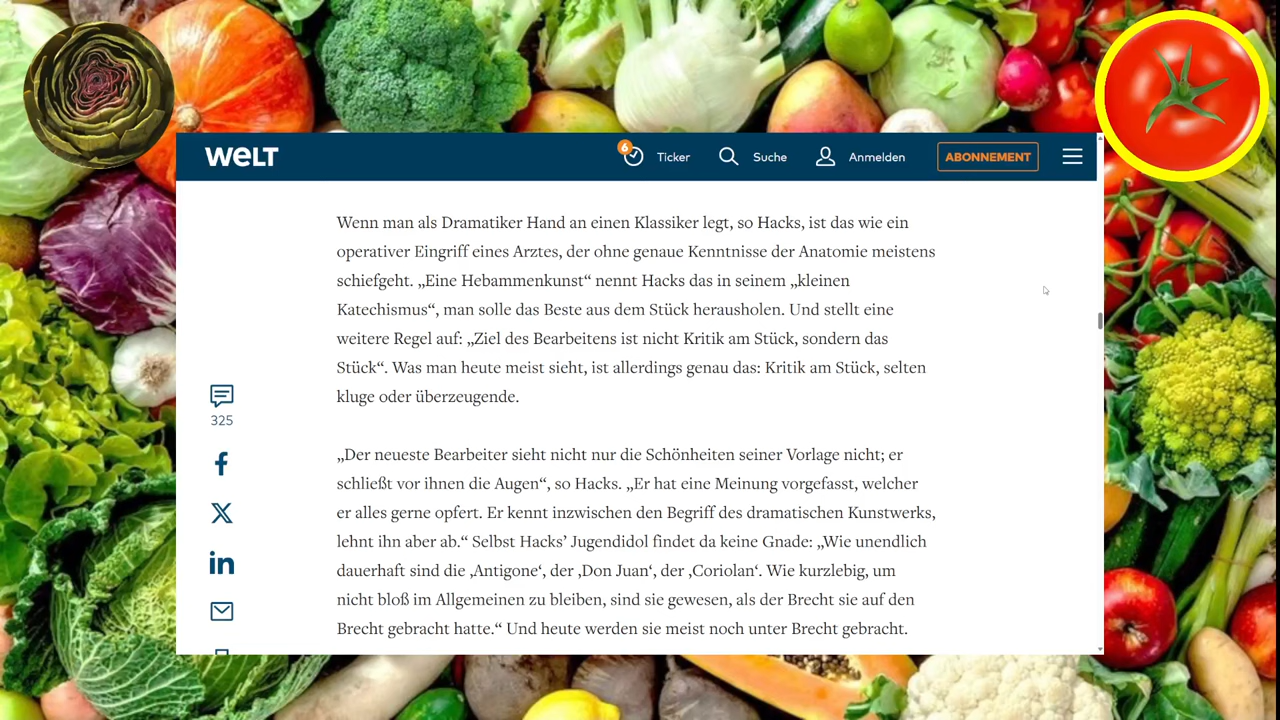 WELT
6
Ticker
Suche
Anmelden
ABONNEMENT
Wenn man als Dramatiker Hand an einen Klassiker legt, so Hacks, ist das wie ein
operativer Eingriff eines Arztes, der ohne genaue Kenntnisse der Anatomie meistens
schiefgeht. „Eine Hebammenkunst“ nennt Hacks das in seinem „kleinen
Katechismus“, man solle das Beste aus dem Stück herausholen. Und stellt eine
weitere Regel auf: „Ziel des Bearbeitens ist nicht Kritik am Stück, sondern das
Stück“. Was man heute meist sieht, ist allerdings genau das: Kritik am Stück, selten
kluge oder überzeugende.
325
„Der neueste Bearbeiter sieht nicht nur die Schönheiten seiner Vorlage nicht; er
schließt vor ihnen die Augen“, so Hacks. „Er hat eine Meinung vorgefasst, welcher
er alles gerne opfert. Er kennt inzwischen den Begriff des dramatischen Kunstwerks,
lehnt ihn aber ab.“ Selbst Hacks’ Jugendidol findet da keine Gnade: „Wie unendlich
dauerhaft sind die ‚Antigone‘, der ‚Don Juan‘, der ‚Coriolan‘. Wie kurzlebig, um
nicht bloß im Allgemeinen zu bleiben, sind sie gewesen, als der Brecht sie auf den
Brecht gebracht hatte.“ Und heute werden sie meist noch unter Brecht gebracht.